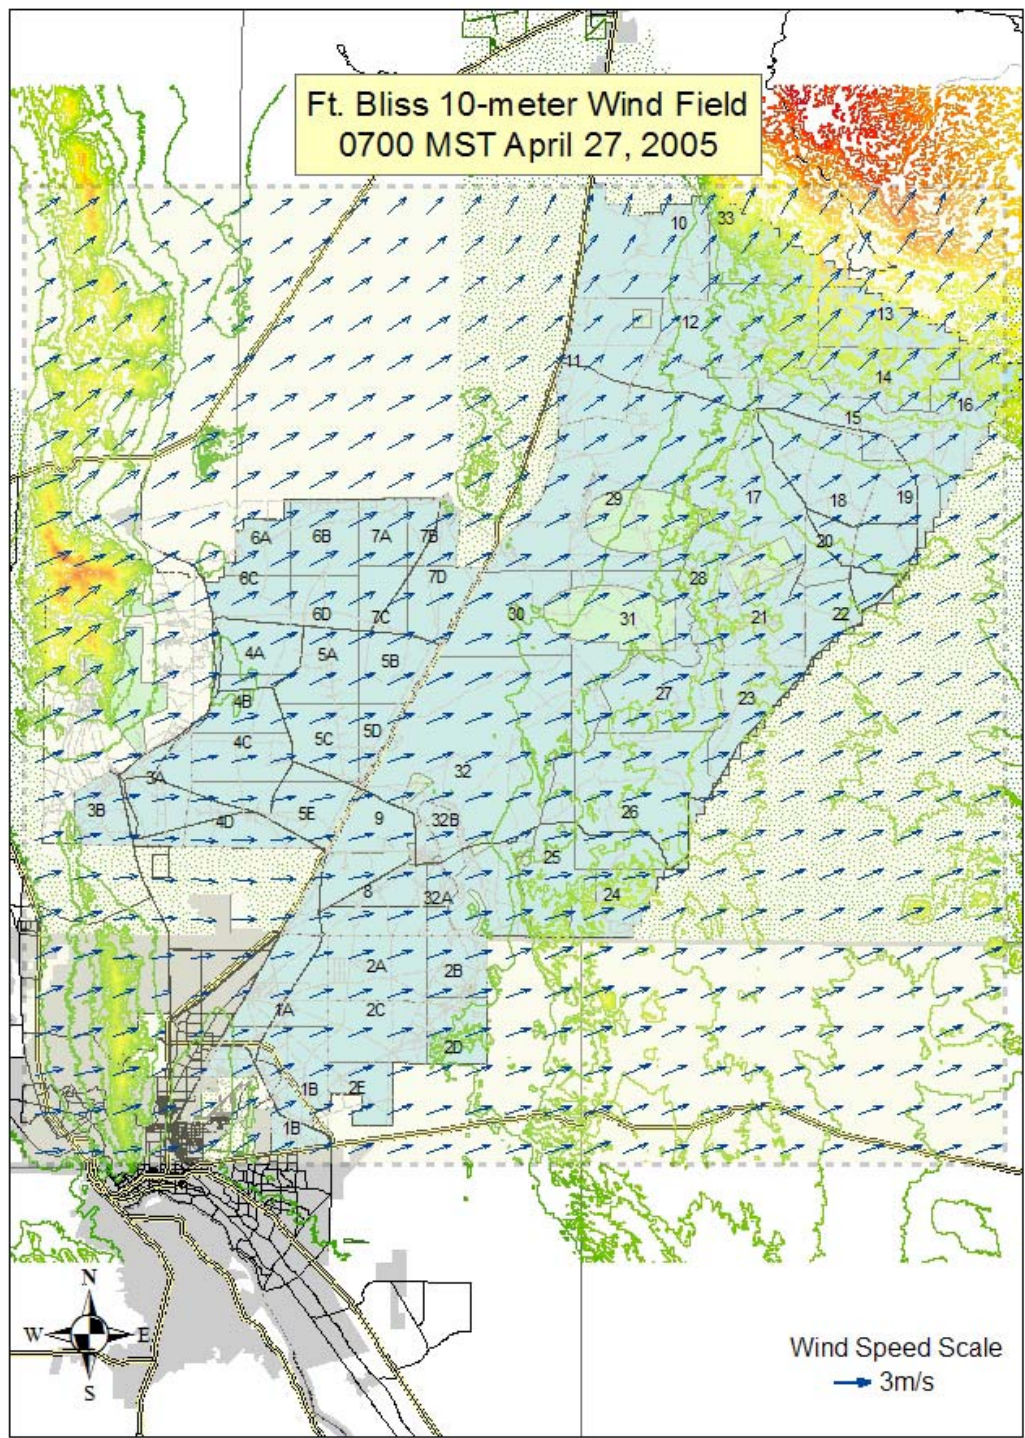 Ft. Bliss 10-meter Wind Field
0700 MST April 27, 2005
10
33
13
12
11
14
16
15
29
17
18
19
6A
6B
7A
7B
20
6C
7D
28
6D
7C
30
31
21
22
4A
5A
5B
4B
27
23
4C
5C
5D
3A
32
3B
4D
5E
9
32B
26
25
8
32A
24
2A
2B
1A
2C
2D
1B
2E
1B
N
W E
S
Wind Speed Scale
3m/s